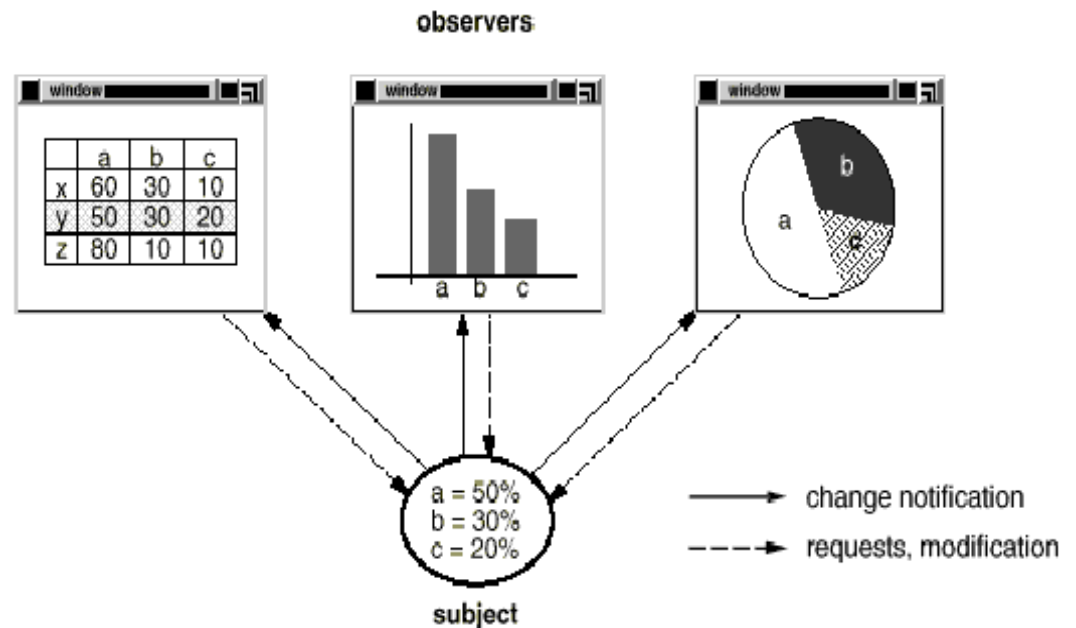 observers
window
window
window
a b c
x 60 30 10
y 50 30 20
z 80 10 10
a b c
a
b
c
a = 50%
b = 30%
c = 20%
subject
change notification
requests, modification